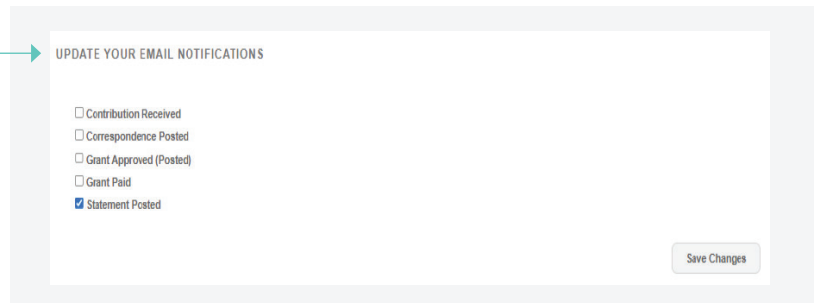 UPDATE YOUR EMAIL NOTIFICATIONS
Contribution Received
Correspondence Posted
Grant Approved (Posted)
Grant Paid
Statement Posted
Save Changes